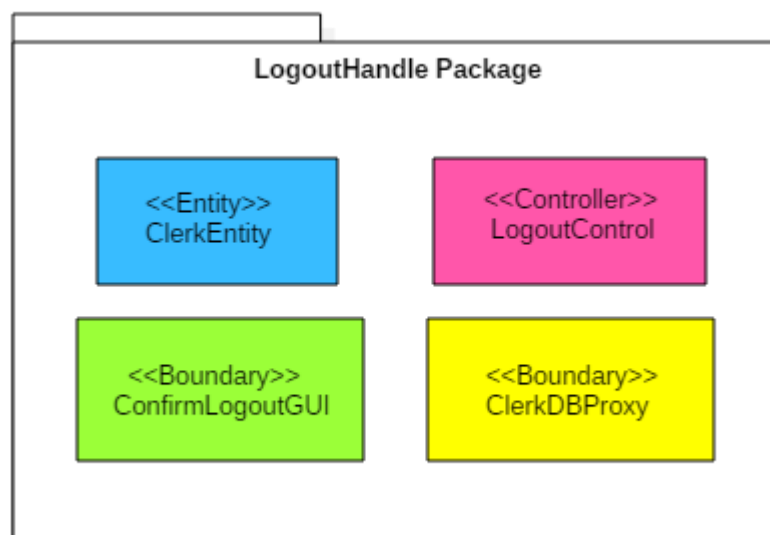 LogoutHandle Package
<<Entity>>
ClerkEntity
<<Controller>>
LogoutControl
<<Boundary>>
ConfirmLogoutGUI
<<Boundary>>
ClerkDBProxy